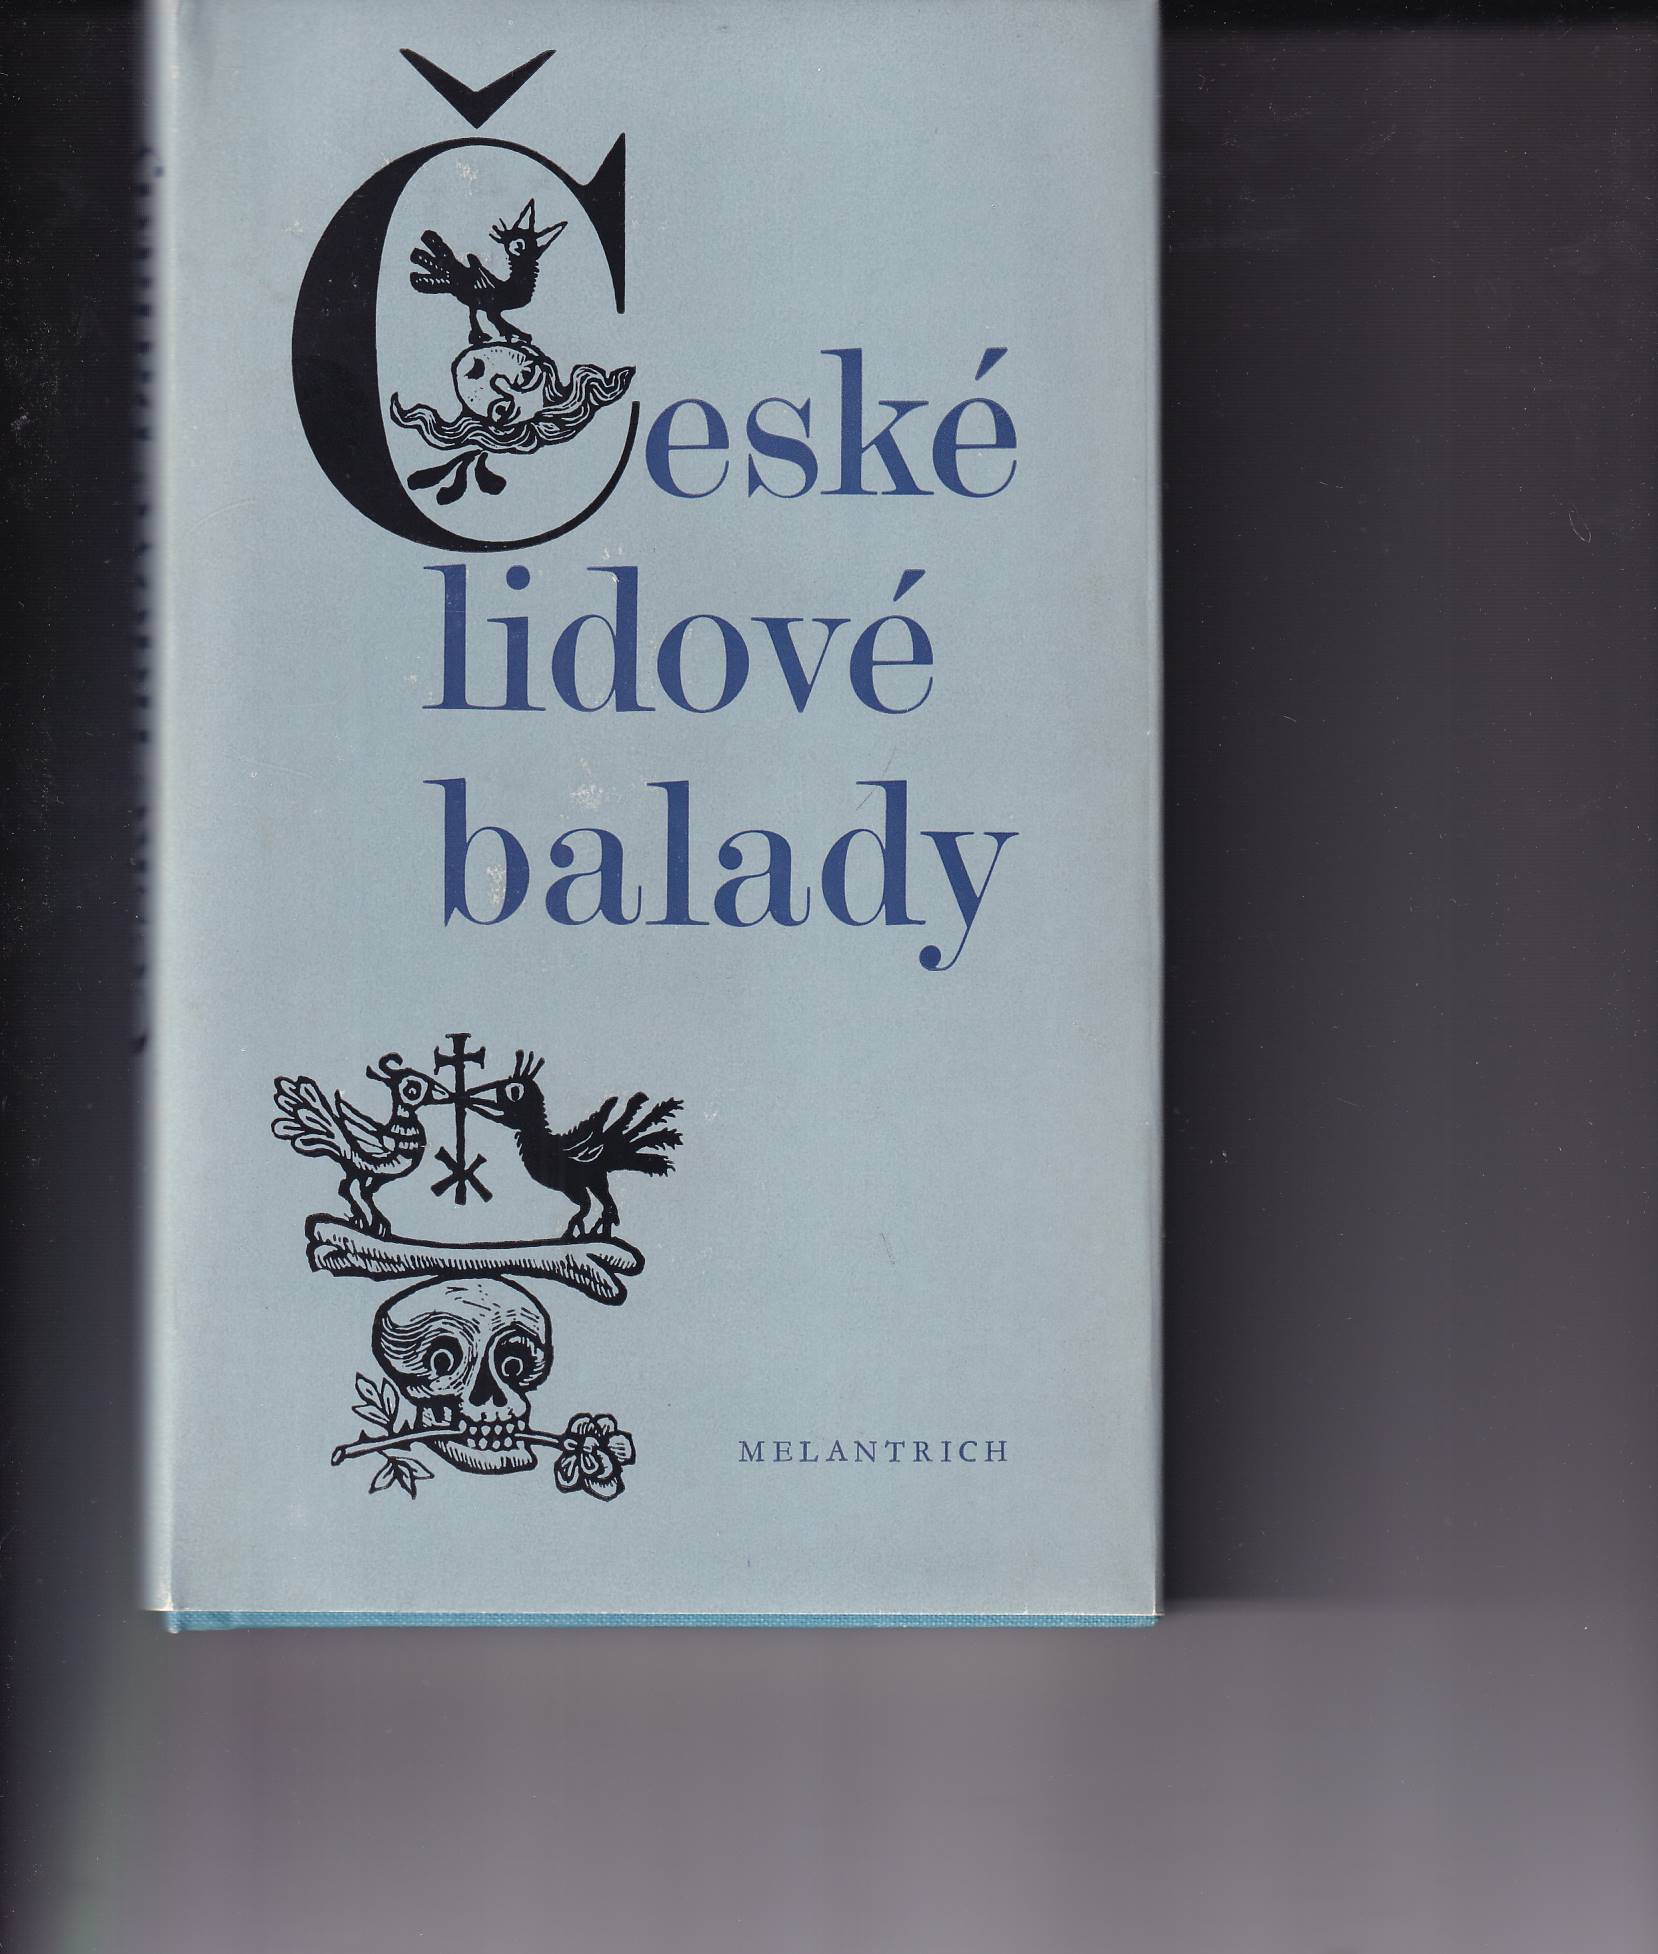 České
lidové
balady
MELANTRICH